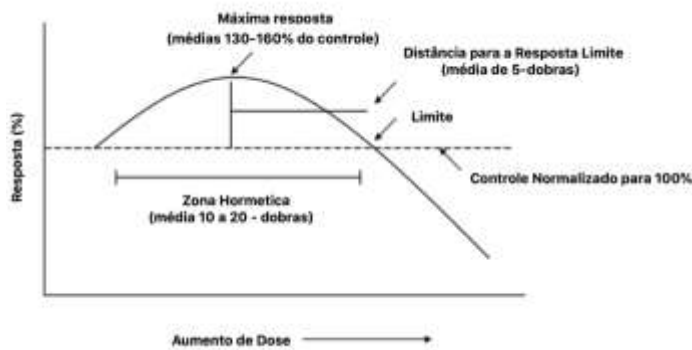 Máxima resposta
(médias 130-160% do controle)
Distância para a Resposta Limite
(média de 5-dobras)
Limite
Resposta (%)
Controle Normalizado para 100%
Zona Hormetica
(média 10 a 20 - dobras)
Aumento de Dose